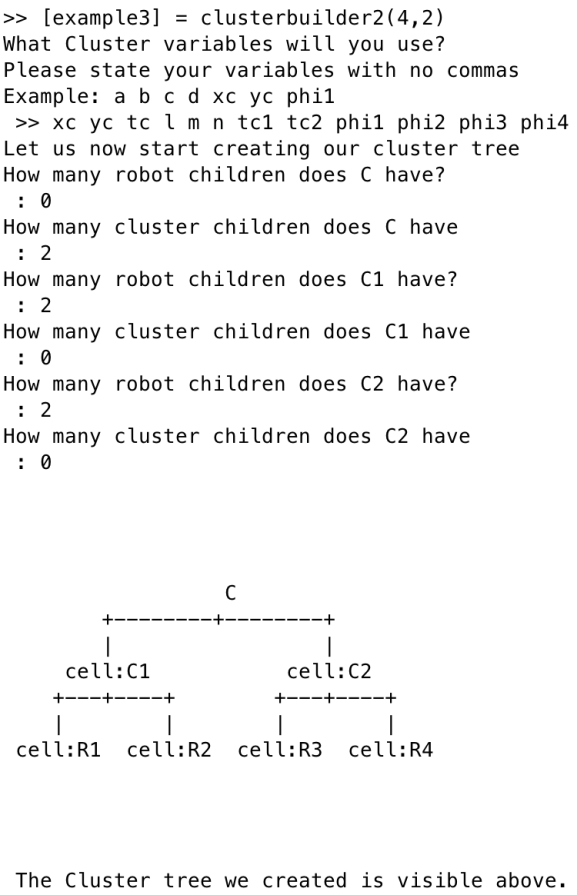 >> [example3] = clusterbuilder2(4,2)
What Cluster variables will you use?
Please state your variables with no commas
Example: a b c d xc yc phi1
 >> xc yc tc l m n tc1 tc2 phi1 phi2 phi3 phi4
Let us now start creating our cluster tree
How many robot children does C have?
 : 0
How many cluster children does C have
 : 2
How many robot children does C1 have?
 : 2
How many cluster children does C1 have
 : 0
How many robot children does C2 have?
 : 2
How many cluster children does C2 have
 : 0
                  C
        +--------+--------+
        |                 |
     cell:C1           cell:C2
    +---+----+        +---+----+
    |        |        |        |
 cell:R1  cell:R2  cell:R3  cell:R4
 The Cluster tree we created is visible above.